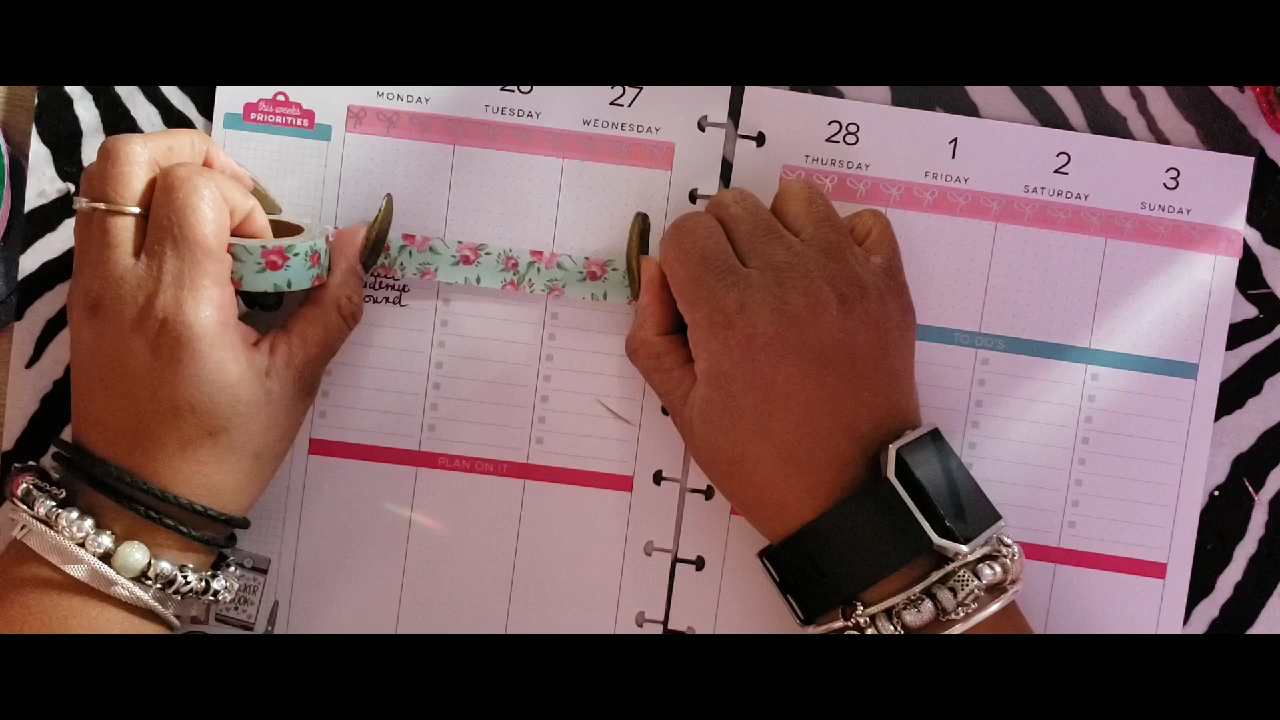 this weeks
PRIORITIES
MONDAY
26
TUESDAY
27
WEDNESDAY
28
THURSDAY
1
FRIDAY
2
SATURDAY
3
SUNDAY
TO DO'S
PLAN ON IT